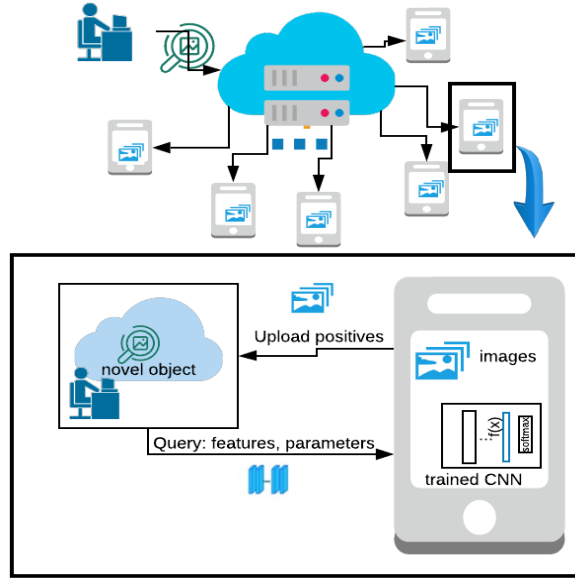 Upload positives
images
novel object
f(x)
softmax
Query: features, parameters
trained CNN